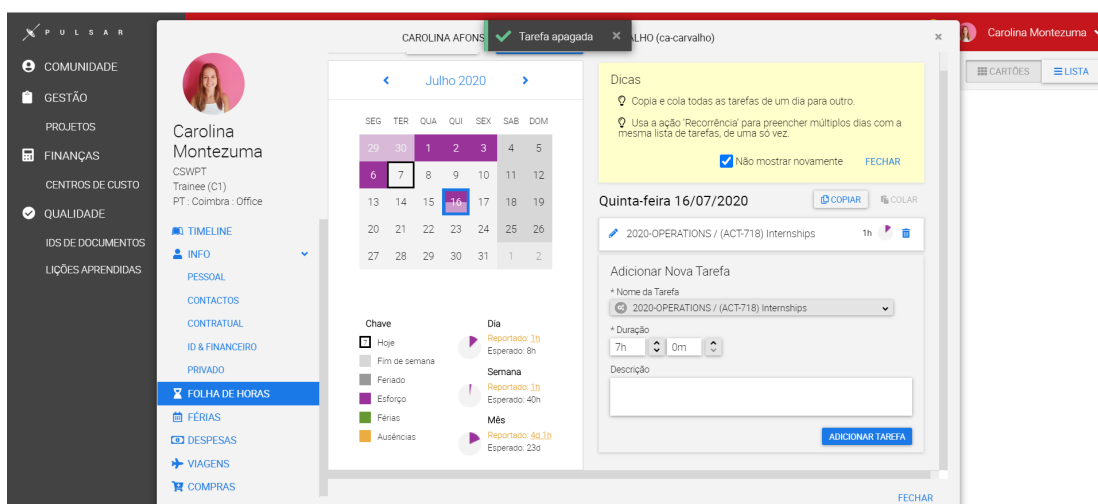 PULSAR
COMUNIDADE
GESTÃO
PROJETOS
FINANÇAS
CENTROS DE CUSTO
QUALIDADE
IDS DE DOCUMENTOS
LIÇÕES APRENDIDAS
CAROLINA AFONS
Tarefa apagada ×
LHO (ca-carvalho)
×
Carolina Montezuma
CARTÕES
LISTA
Carolina
Montezuma
CSWPT
Trainee (C1)
PT : Coimbra : Office
TIMELINE
INFO
PESSOAL
CONTACTOS
CONTRATUAL
ID & FINANCEIRO
PRIVADO
FOLHA DE HORAS
FÉRIAS
DESPESAS
VIAGENS
COMPRAS
Julho 2020
SEG TER QUA QUI SEX SAB DOM
29 30 1 2 3 4 5
6 7 8 9 10 11 12
13 14 15 16 17 18 19
20 21 22 23 24 25 26
27 28 29 30 31 1 2
Chave
7 Hoje
Fim de semana
Feriado
Esforço
Férias
Ausências
Dia
Reportado: 1h
Esperado: 8h
Semana
Reportado: 1h
Esperado: 40h
Mês
Reportado: 4d 1h
Esperado: 23d
Dicas
Copia e cola todas as tarefas de um dia para outro.
Usa a ação 'Recorrência' para preencher múltiplos dias com a
mesma lista de tarefas, de uma só vez.
Não mostrar novamente FECHAR
Quinta-feira 16/07/2020
COPIAR COLAR
2020-OPERATIONS / (ACT-718) Internships 1h
Adicionar Nova Tarefa
* Nome da Tarefa
2020-OPERATIONS / (ACT-718) Internships
* Duração
7h 0m
Descrição
ADICIONAR TAREFA
FECHAR